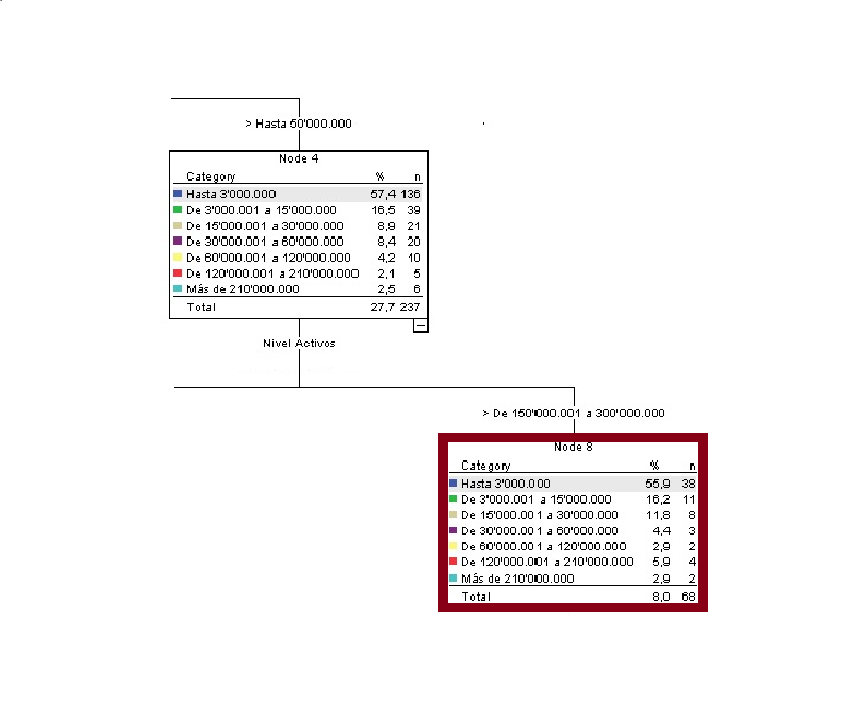 > Hasta 50'000.000
Node 4
Category % n
Hasta 3'000.000 57,4 136
De 3'000.001 a 15'000.000 16,5 39
De 15'000.001 a 30'000.000 8,9 21
De 30'000.001 a 60'000.000 8,4 20
De 60'000.001 a 120'000.000 4,2 10
De 120'000.001 a 210'000.000 2,1 5
Más de 210'000.000 2,5 6
Total 27,7 237
Nivel Activos
> De 150'000.001 a 300'000.000
Node 8
Category % n
Hasta 3'000.000 55,9 38
De 3'000.001 a 15'000.000 16,2 11
De 15'000.001 a 30'000.000 11,8 8
De 30'000.001 a 60'000.000 4,4 3
De 60'000.001 a 120'000.000 2,9 2
De 120'000.001 a 210'000.000 5,9 4
Más de 210'000.000 2,9 2
Total 8,0 68